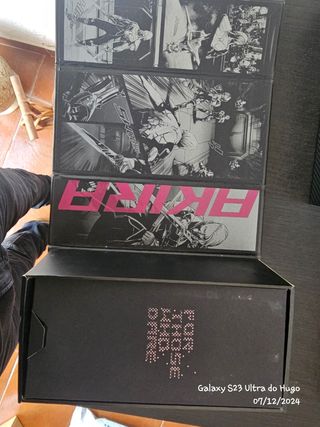 AKIRA
FOR
THOSE
WHO
DARE
Galaxy S23 Ultra do Hugo
07/12/2024